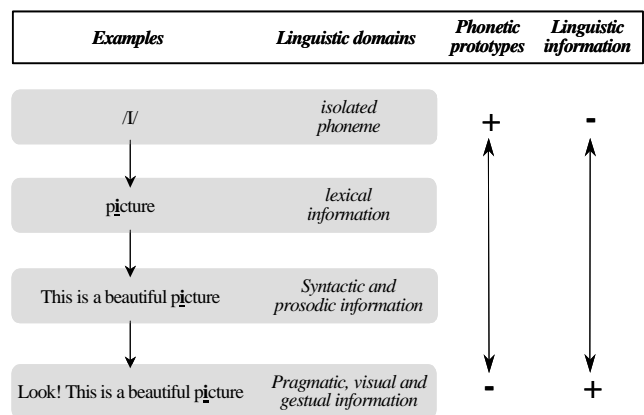 Examples Linguistic domains Phonetic prototypes Linguistic information
/I/ isolated phoneme + -
picture lexical information
This is a beautiful picture Syntactic and prosodic information
Look! This is a beautiful picture Pragmatic, visual and gestual information - +